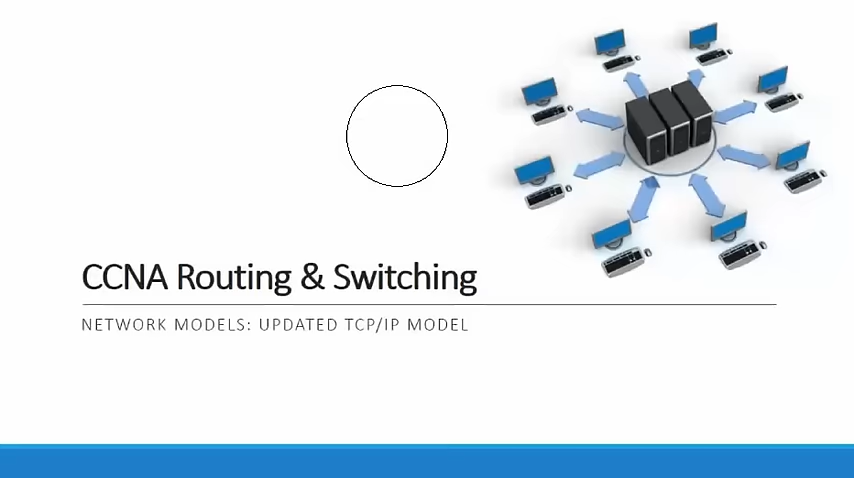 CCNA Routing & Switching
NETWORK MODELS: UPDATED TCP/IP MODEL